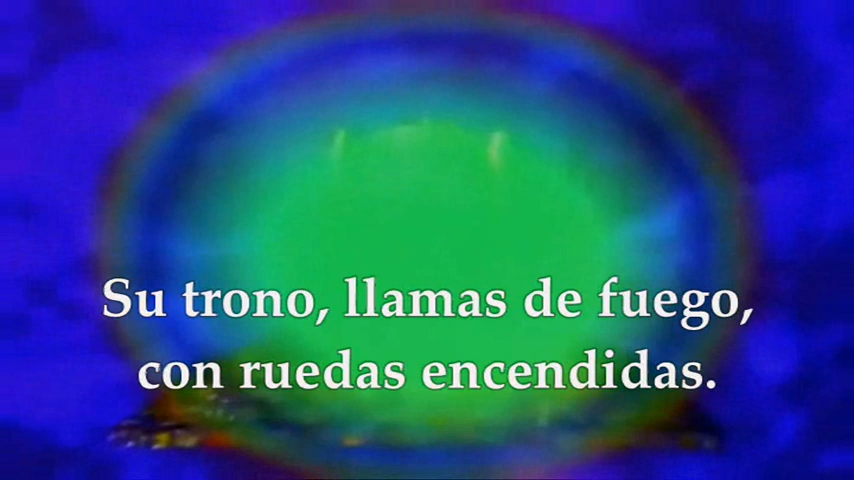 Su trono, llamas de fuego,
con ruedas encendidas.